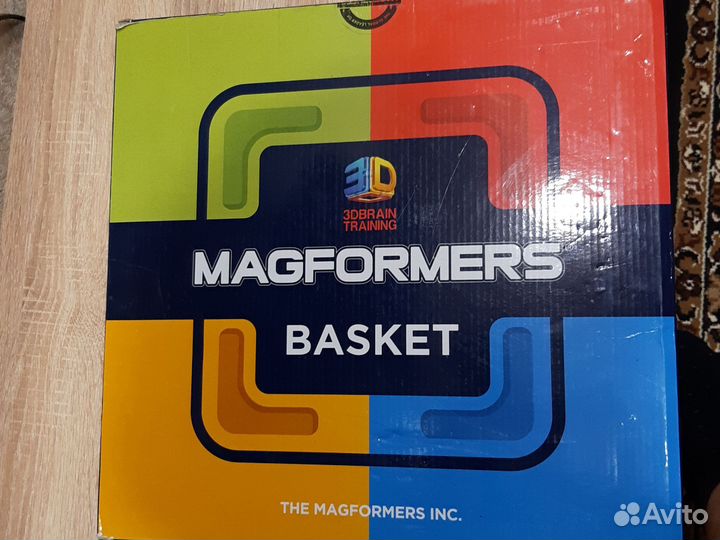 3D
3DBRAIN
TRAINING
MAGFORMERS
BASKET
THE MAGFORMERS INC.
Avito